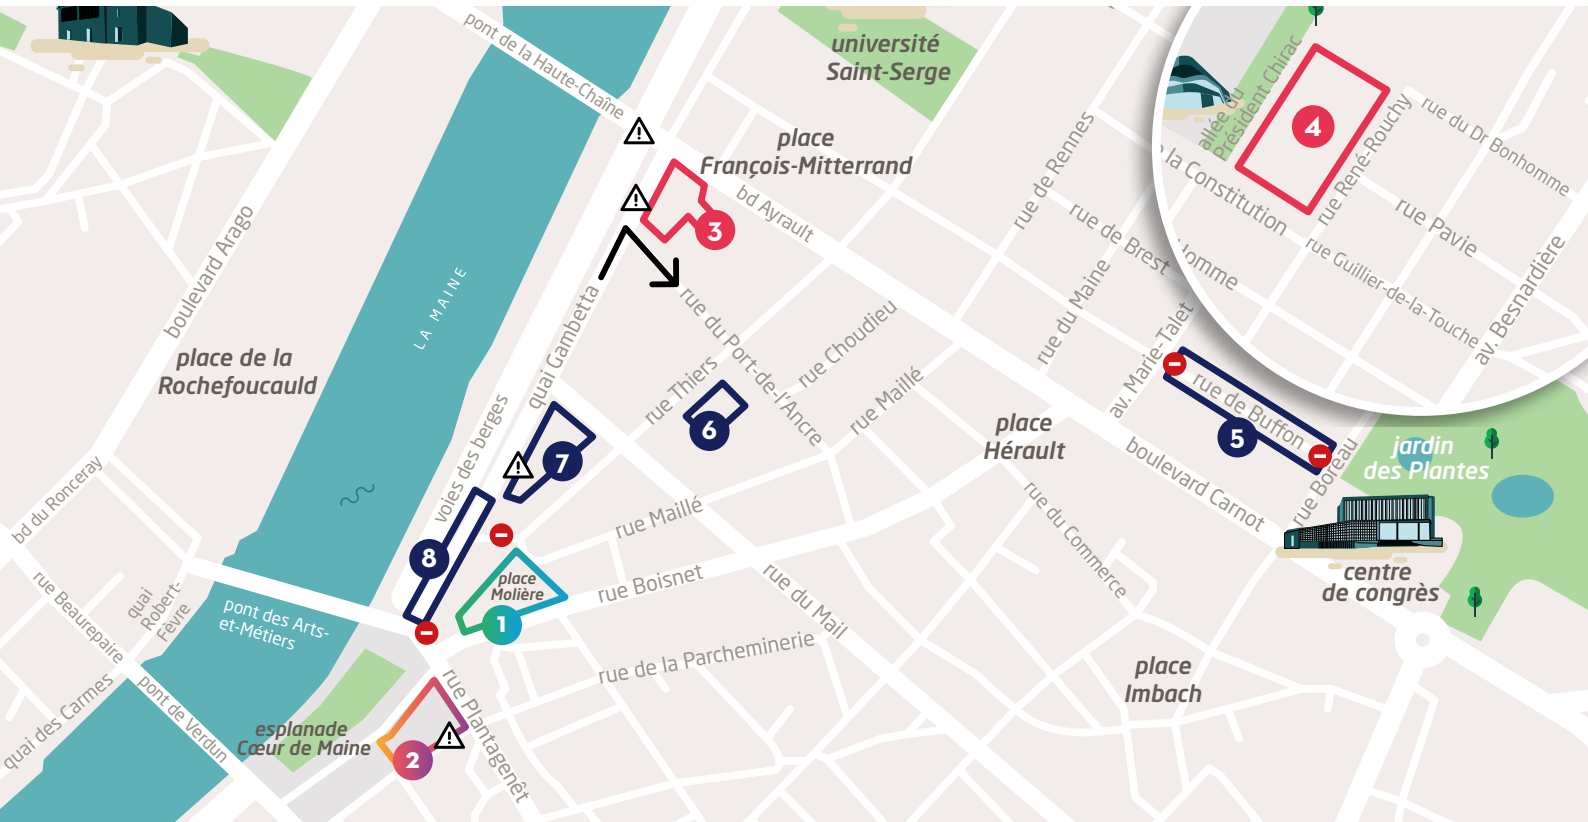 pont de la Haute-Chaîne
université
Saint-Serge
place
François-Mitterrand
bd Ayrault
rue de Rennes
rue de Brest
rue du Maine
av. Marie-Talet
allée du
Président Chirac
4
rue René-Rouchy
rue du Dr Bonhomme
la Constitution
rue Pavie
rue Guillier-de-la-Touche
av. Besnardière
homme
3
boulevard Arago
LA MAINE
quai Gambetta
rue du Port-de-l'Ancre
rue Choudieu
place de la
Rochefoucauld
rue Thiers
6
rue Maillé
place
Hérault
rue de Buffon
5
boulevard Carnot
rue Boreau
jardin
des Plantes
voies des berges
7
bd du Ronceray
8
rue Maillé
rue du Commerce
centre
de congrès
place
Molière
1
rue Boisnet
rue du Mail
rue Beaurepaire
quai
Robert-
Fèvre
pont des Arts-
et-Métiers
rue de la Parcheminerie
place
Imbach
rue Plantagenêt
quai des Carmes
pont de Verdun
esplanade
Cœur de Maine
2